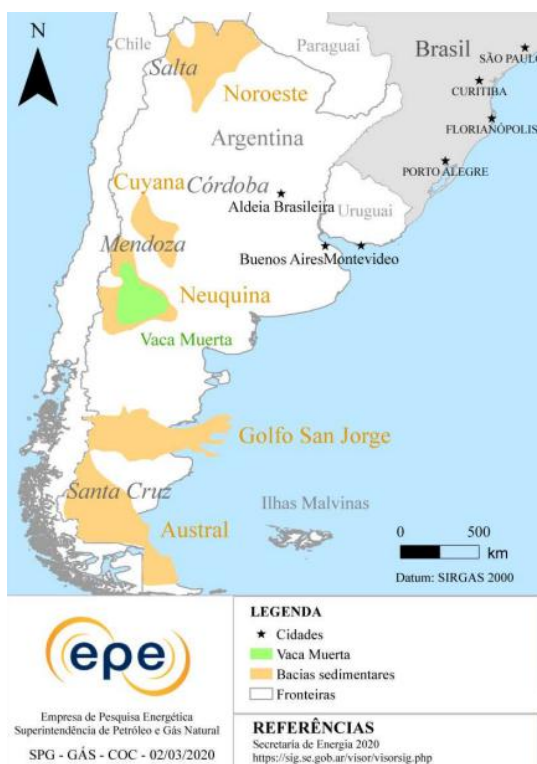 N
Chile
Paraguai
Brasil
SÃO PAULO
Salta
CURITIBA
Noroeste
FLORIANÓPOLIS
Argentina
PORTO ALEGRE
Cuyana
Córdoba
Aldeia Brasileira
Uruguai
Mendoza
Buenos Aires
Montevideo
Neuquina
Vaca Muerta
Golfo San Jorge
Santa Cruz
Ilhas Malvinas
Austral
0 500
km
Datum: SIRGAS 2000
epe
Empresa de Pesquisa Energética
Superintendência de Petróleo e Gás Natural
SPG - GÁS - COC - 02/03/2020
LEGENDA
Cidades
Vaca Muerta
Bacias sedimentares
Fronteiras
REFERÊNCIAS
Secretaria de Energia 2020
https://sig.se.gob.ar/visor/visorsig.php